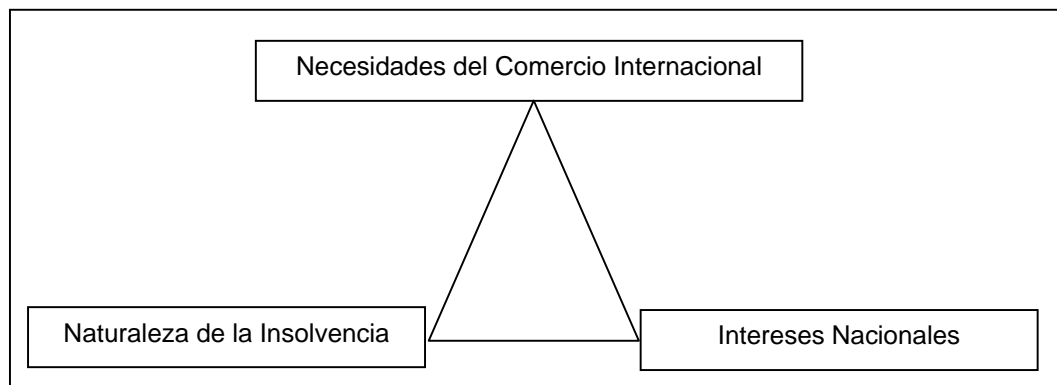 Necesidades del Comercio Internacional
Naturaleza de la Insolvencia
Intereses Nacionales